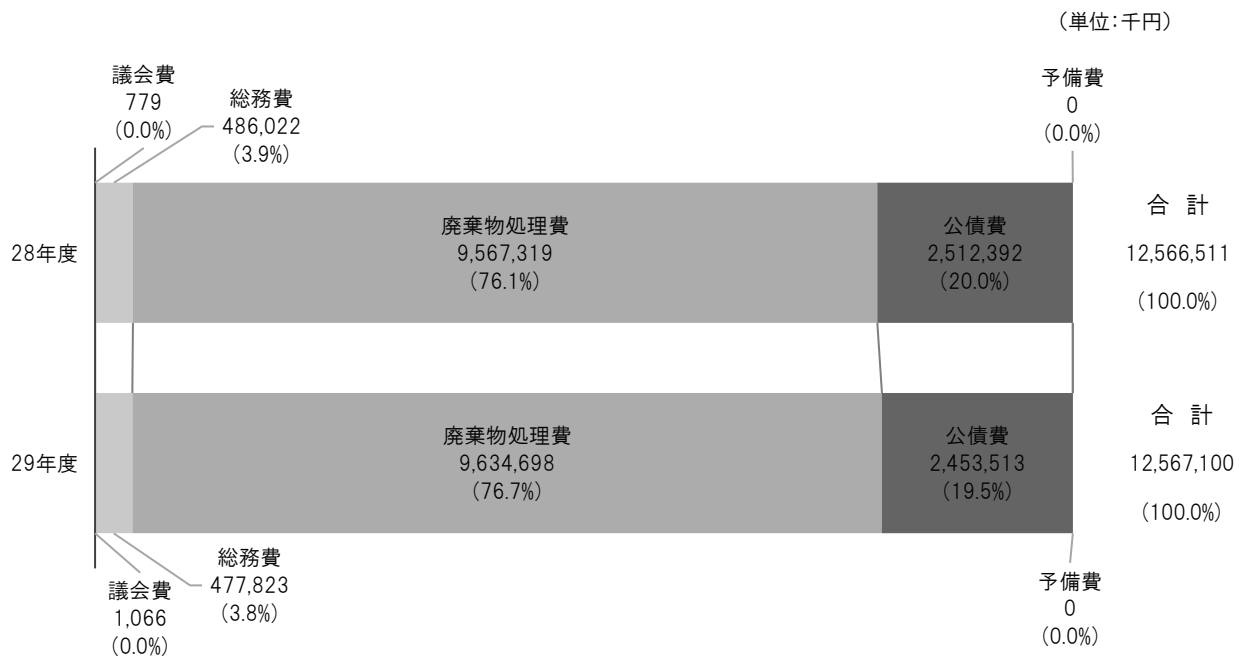 （単位：千円）
議会費
779
（0.0%）
総務費
486,022
（3.9%）
予備費
0
（0.0%）
28年度
廃棄物処理費
9,567,319
（76.1%）
公債費
2,512,392
（20.0%）
合　計
12,566,511
（100.0%）
29年度
廃棄物処理費
9,634,698
（76.7%）
公債費
2,453,513
（19.5%）
合　計
12,567,100
（100.0%）
総務費
477,823
（3.8%）
議会費
1,066
（0.0%）
予備費
0
（0.0%）